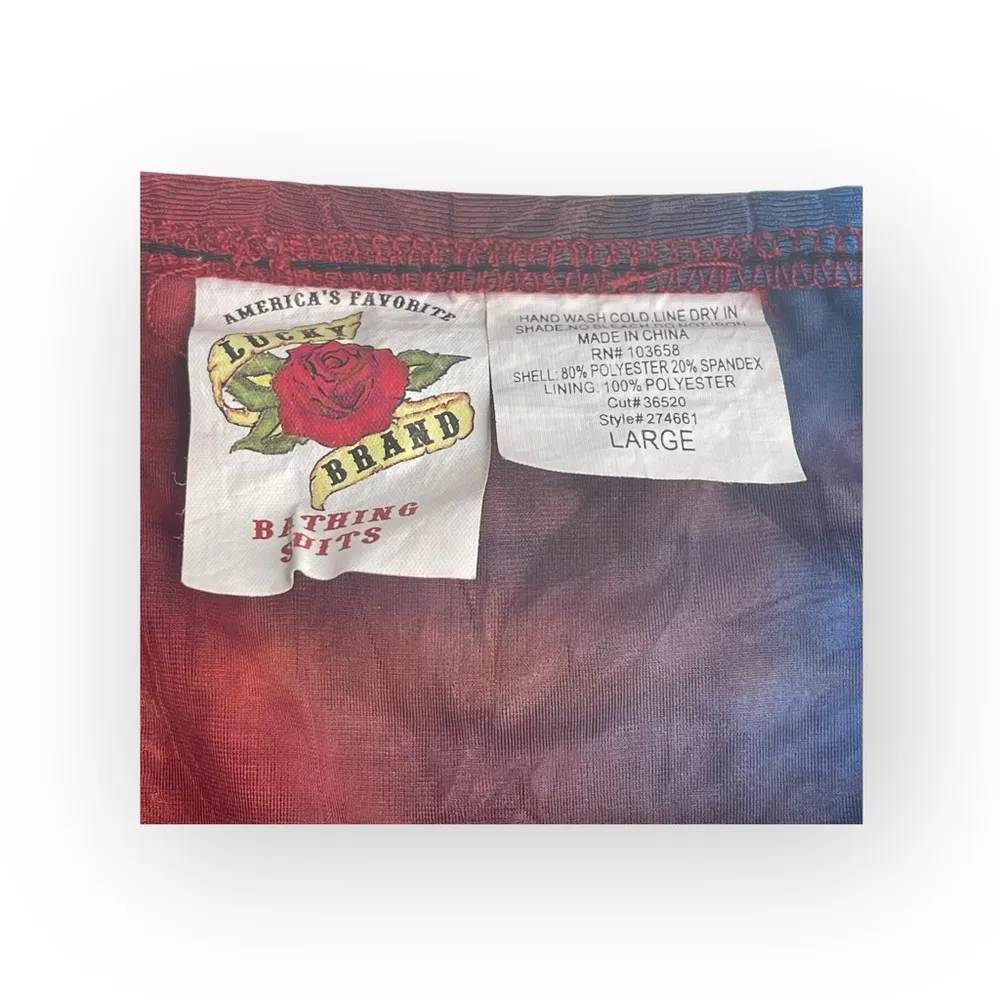 AMERICA'S FAVORITE
LUCKY
BRAND
BATHING
SUITS
HAND WASH COLD.LINE DRY IN
SHADE.NO BLEACH DO NOT IRON
MADE IN CHINA
RN# 103658
SHELL: 80% POLYESTER 20% SPANDEX
LINING: 100% POLYESTER
Cut#36520
Style#274661
LARGE